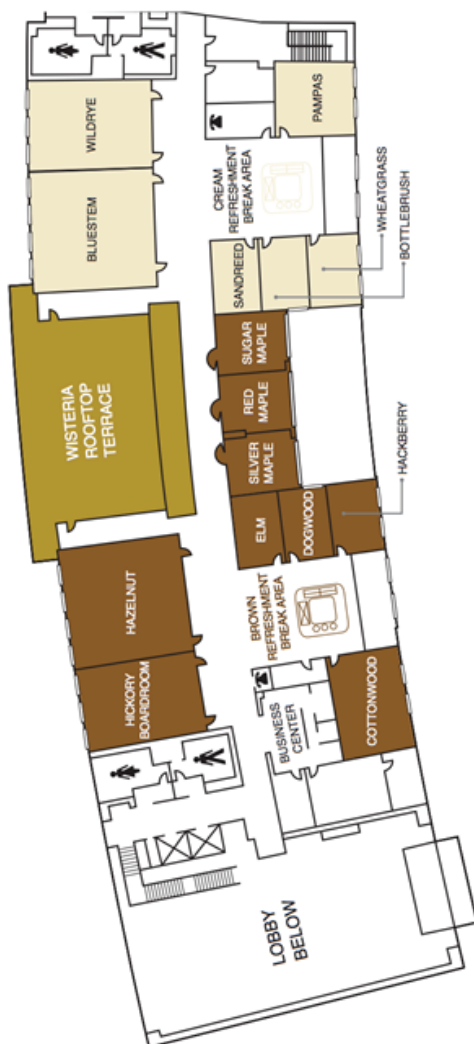 WILDRYE
BLUESTEM
PAMPAS
CREAM
REFRESHMENT
BREAK AREA
WHEATGRASS
BOTTLEBRUSH
SANDREED
SUGAR
MAPLE
RED
MAPLE
SILVER
MAPLE
WISTERIA
ROOFTOP
TERRACE
HACKBERRY
ELM
DOGWOOD
HAZELNUT
BROWN
REFRESHMENT
BREAK AREA
HICKORY
BOARDROOM
BUSINESS
CENTER
COTTONWOOD
LOBBY
BELOW